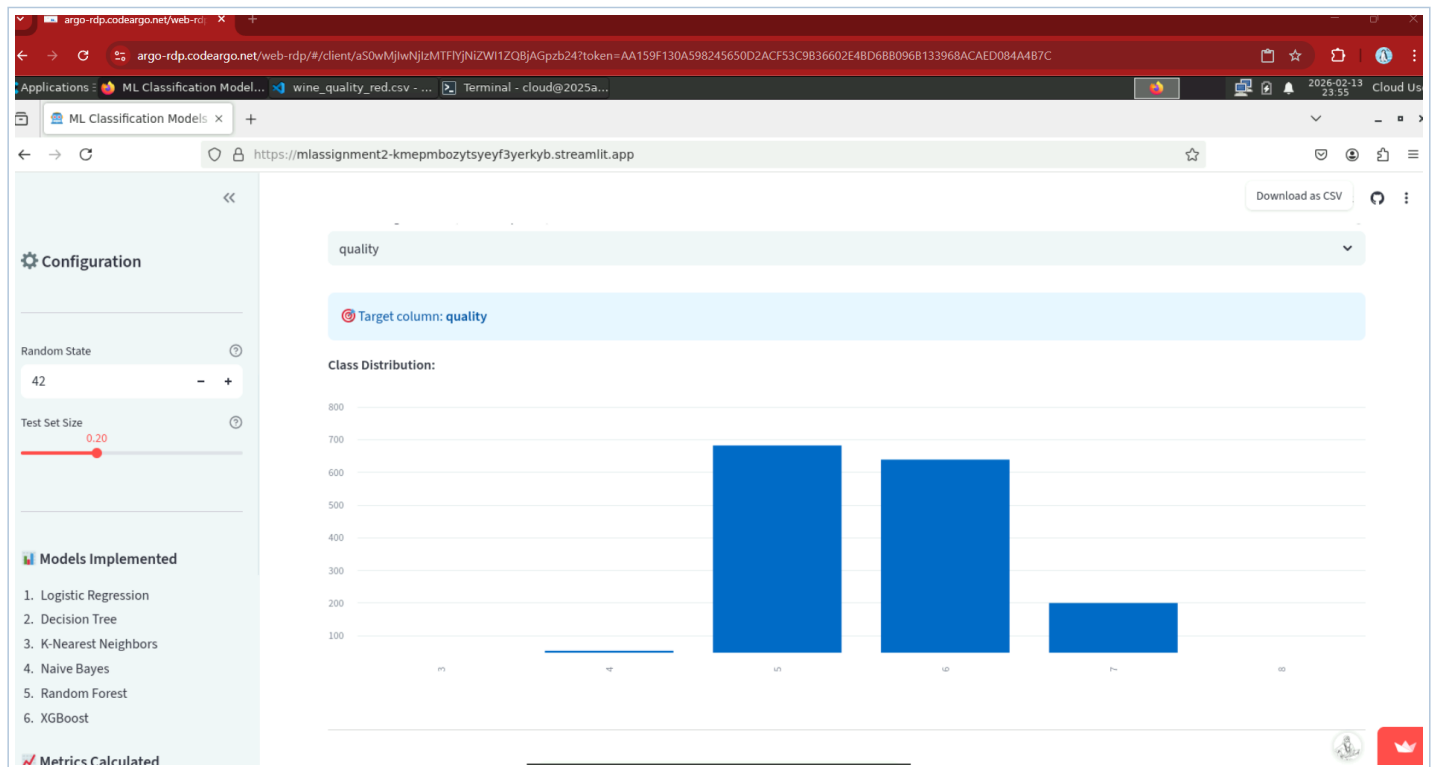 argo-rdp.codeargo.net/web-rd
argo-rdp.codeargo.net/web-rdp/#/client/aS0wMjIwNjIzMTFlYjNiZWI1ZQBjAGpzb24?token=AA159F130A598245650D2ACF53C9B36602E4BD6BB096B133968ACAED084A4B7C
Applications
ML Classification Model...
wine_quality_red.csv - ...
Terminal - cloud@2025a...
2026-02-13
23:55
Cloud Us
ML Classification Models
https://mlassignment2-kmepmbozytsyeyf3yerkyb.streamlit.app
Download as CSV
Configuration
Random State
42
Test Set Size
0.20
Models Implemented
1. Logistic Regression
2. Decision Tree
3. K-Nearest Neighbors
4. Naive Bayes
5. Random Forest
6. XGBoost
Metrics Calculated
quality
Target column: quality
Class Distribution:
800
700
600
500
400
300
200
100
3
4
5
6
7
8